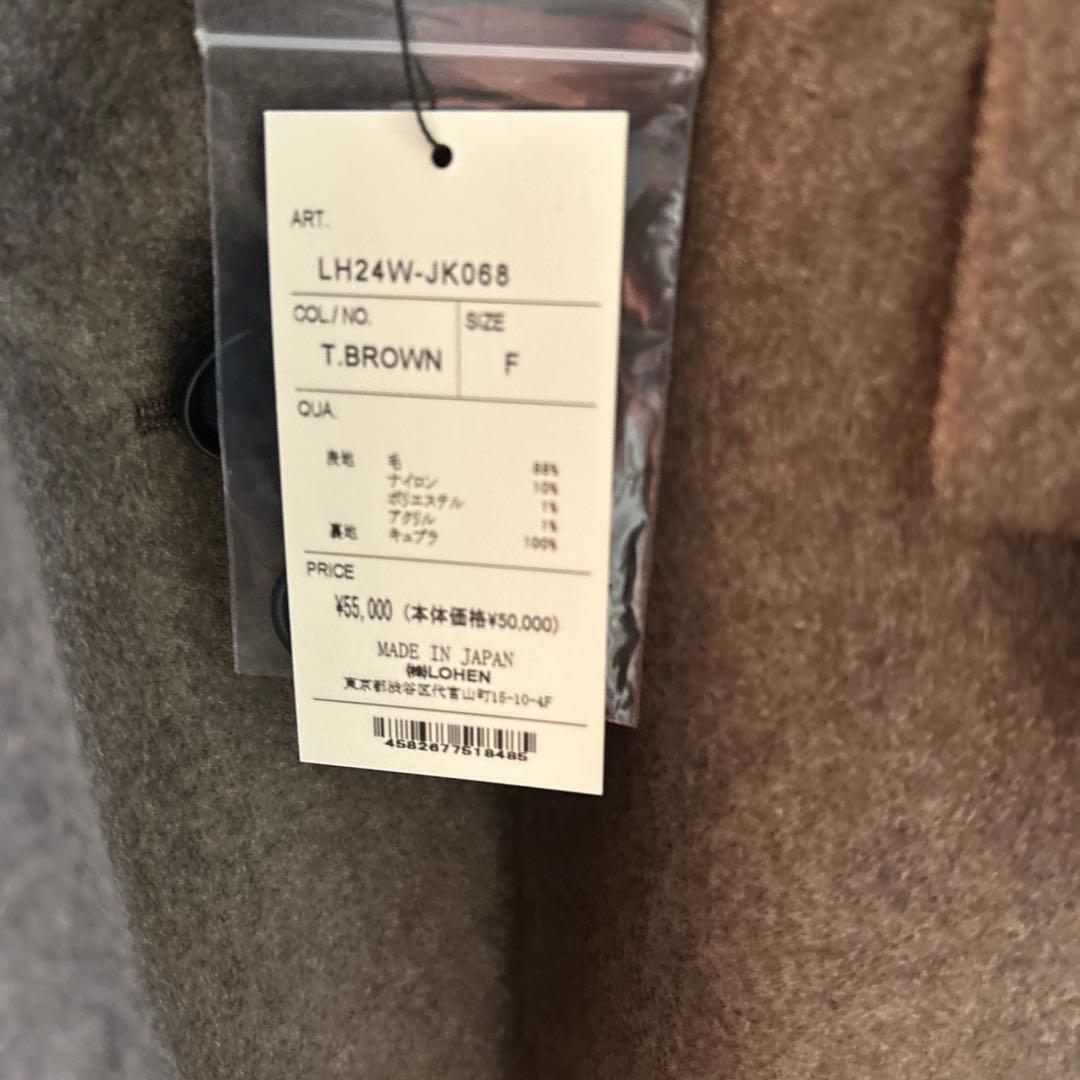 ART.
LH24W-JK068
COL./NO.
T.BROWN
SIZE
F
QUA.
表地 毛 88%
ナイロン 10%
ポリエステル 1%
アクリル 1%
裏地 キュプラ 100%
PRICE
¥55,000 (本体価格¥50,000)
MADE IN JAPAN
㈱LOHEN
東京都渋谷区代官山町15-10-4F
4582677518485